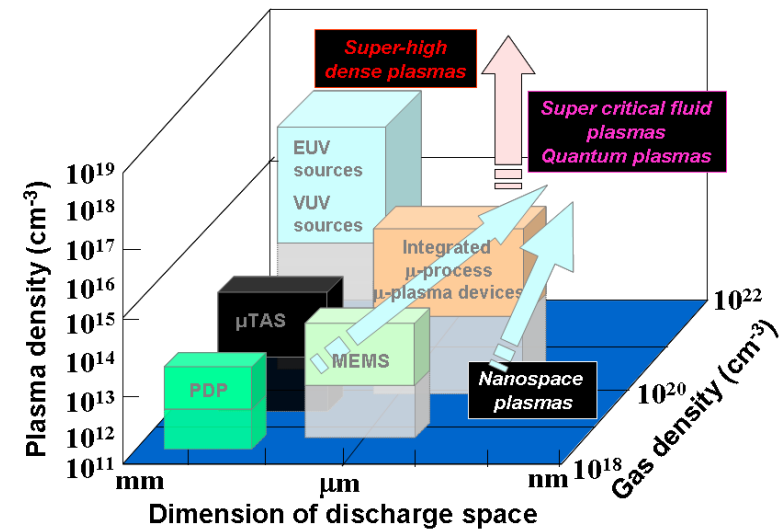 Super-high
dense plasmas
Super critical fluid
plasmas
Quantum plasmas
EUV
sources
VUV
sources
Integrated
μ-process
μ-plasma devices
μTAS
MEMS
PDP
Nanospace
plasmas
Plasma density (cm⁻³)
10¹⁹
10¹⁸
10¹⁷
10¹⁶
10¹⁵
10¹⁴
10¹³
10¹²
10¹¹
mm
μm
nm
Dimension of discharge space
10¹⁸
10²⁰
10²²
Gas density (cm⁻³)